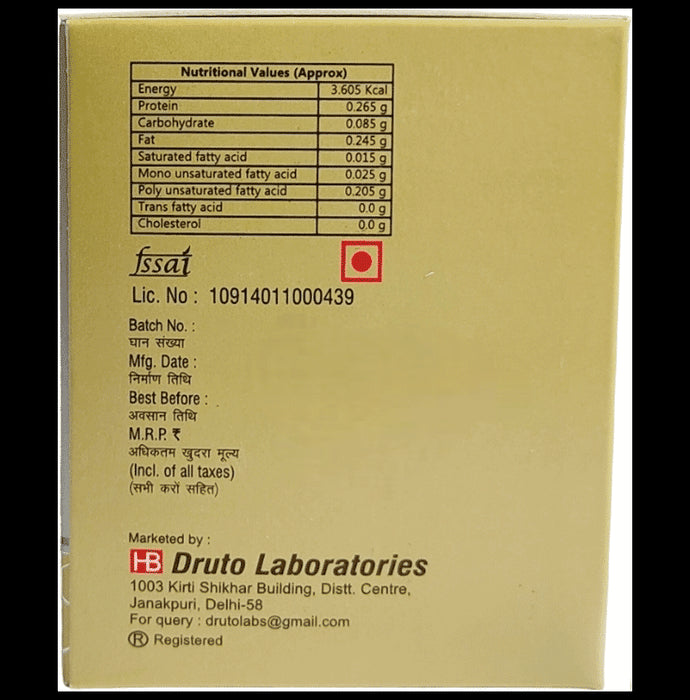 Nutritional Values (Approx)
Energy 3.605 Kcal
Protein 0.265 g
Carbohydrate 0.085 g
Fat 0.245 g
Saturated fatty acid 0.015 g
Mono unsaturated fatty acid 0.025 g
Poly unsaturated fatty acid 0.205 g
Trans fatty acid 0.0 g
Cholesterol 0.0 g
fssai
Lic. No : 10914011000439
Batch No. :
घान संख्या
Mfg. Date :
निर्माण तिथि
Best Before :
अवसान तिथि
M.R.P. ₹
अधिकतम खुदरा मूल्य
(Incl. of all taxes)
(सभी करों सहित)
Marketed by :
HB Druto Laboratories
1003 Kirti Shikhar Building, Distt. Centre,
Janakpuri, Delhi-58
For query : drutolabs@gmail.com
® Registered